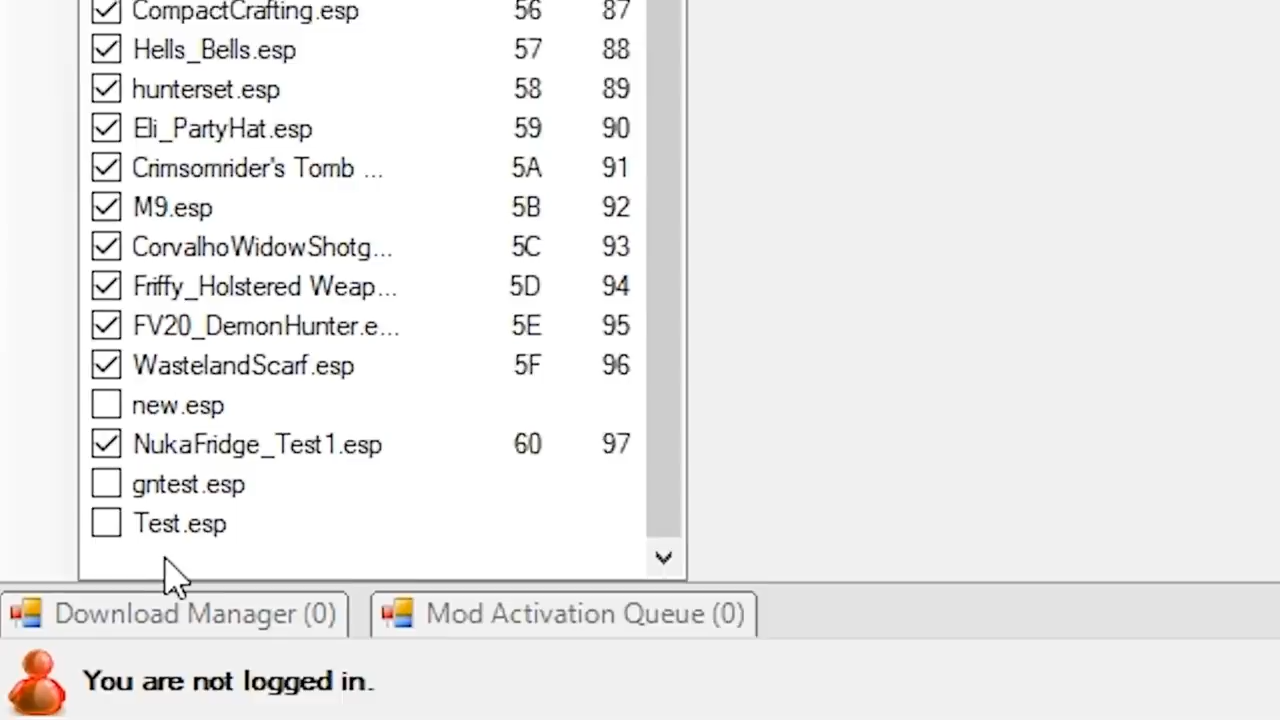 CompactCrafting.esp 56 87
Hells_Bells.esp 57 88
hunterset.esp 58 89
Eli_PartyHat.esp 59 90
Crimsomrider's Tomb ... 5A 91
M9.esp 5B 92
CorvalhoWidowShotg... 5C 93
Friffy_Holstered Weap... 5D 94
FV20_DemonHunter.e... 5E 95
WastelandScarf.esp 5F 96
new.esp
NukaFridge_Test1.esp 60 97
gntest.esp
Test.esp
Download Manager (0) Mod Activation Queue (0)
You are not logged in.